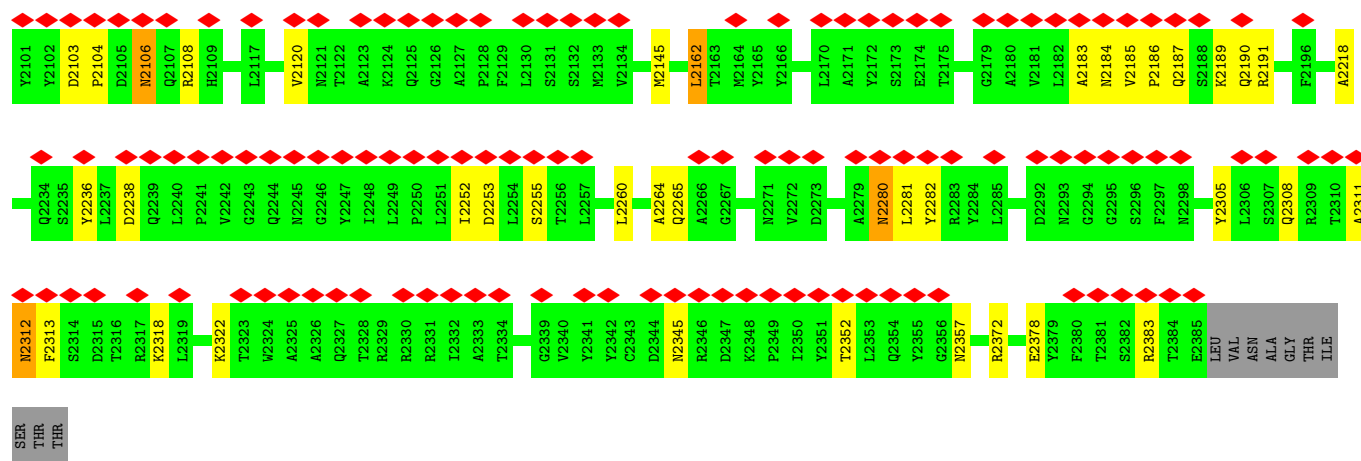 Y2101 Y2102 D2103 P2104 D2105 N2106 Q2107 R2108 H2109 L2117 V2120 N2121 T2122 A2123 K2124 Q2125 G2126 A2127 P2128 F2129 L2130 S2131 S2132 M2133 V2134 M2145 L2162 T2163 M2164 Y2165 Y2166 L2170 A2171 Y2172 S2173 E2174 T2175 G2179 A2180 V2181 L2182 A2183 N2184 V2185 P2186 Q2187 S2188 K2189 Q2190 R2191 F2196 A2218
Q2234 S2235 Y2236 L2237 D2238 Q2239 L2240 P2241 V2242 G2243 Q2244 N2245 G2246 Y2247 I2248 L2249 P2250 L2251 I2252 D2253 L2254 S2255 T2256 L2257 L2260 A2264 Q2265 A2266 G2267 N2271 V2272 D2273 A2279 N2280 L2281 Y2282 R2283 Y2284 L2285 D2292 N2293 G2294 G2295 S2296 F2297 N2298 Y2305 L2306 S2307 Q2308 R2309 T2310 A2311
N2312 F2313 S2314 D2315 T2316 R2317 K2318 L2319 K2322 T2323 W2324 A2325 A2326 Q2327 T2328 R2329 R2330 R2331 I2332 A2333 T2334 G2339 V2340 Y2341 Y2342 C2343 D2344 N2345 R2346 D2347 K2348 P2349 I2350 Y2351 T2352 L2353 Q2354 Y2355 G2356 N2357 R2372 E2378 Y2379 F2380 T2381 S2382 R2383 T2384 E2385 LEU VAL ASN ALA GLY THR ILE
SER THR THR